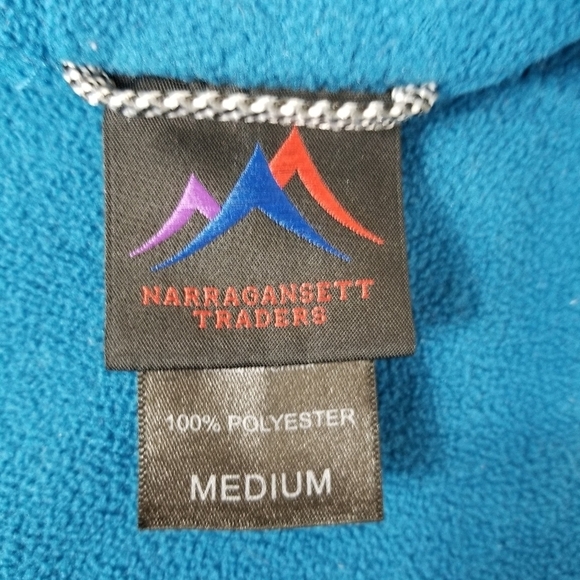 NARRAGANSETT
TRADERS
100% POLYESTER
MEDIUM